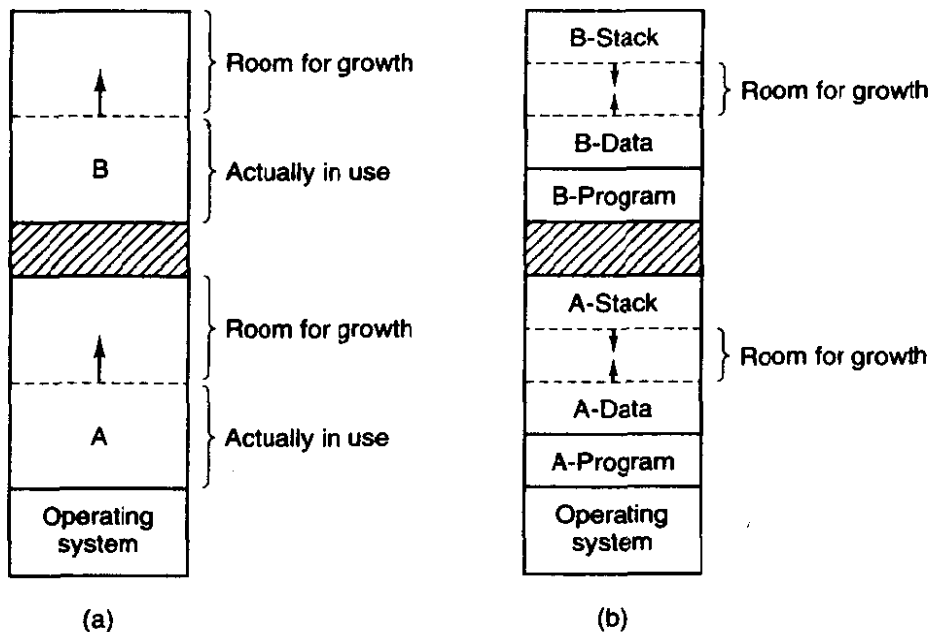 Room for growth
B
Actually in use
Room for growth
A
Actually in use
Operating
system
(a)
B-Stack
Room for growth
B-Data
B-Program
A-Stack
Room for growth
A-Data
A-Program
Operating
system
(b)